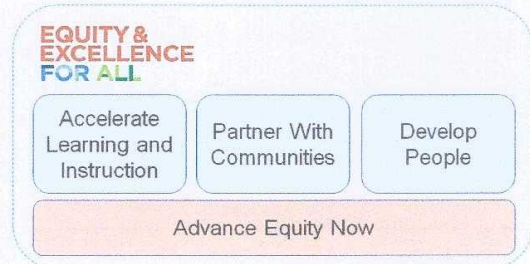 EQUITY &
EXCELLENCE
FOR ALL
Accelerate
Learning and
Instruction
Partner With
Communities
Develop
People
Advance Equity Now